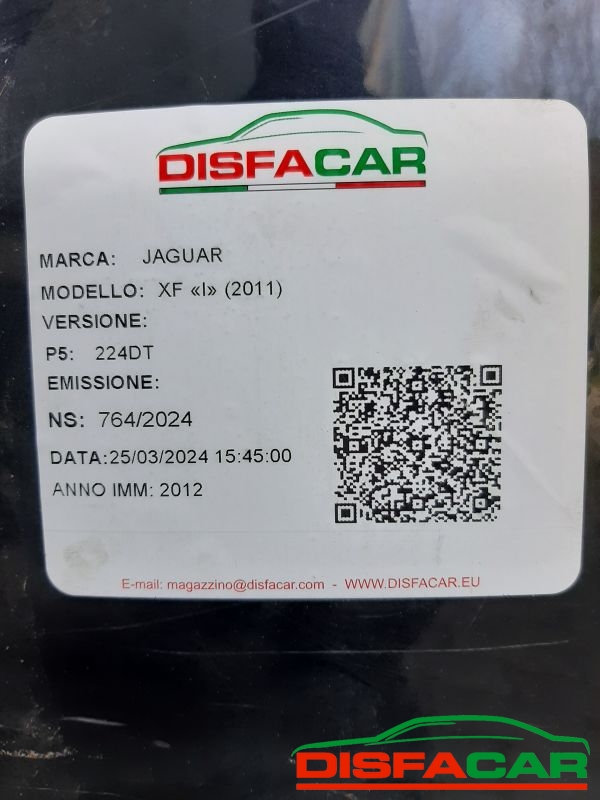 DISFACAR
MARCA: JAGUAR
MODELLO: XF «I» (2011)
VERSIONE:
P5: 224DT
EMISSIONE:
NS: 764/2024
DATA:25/03/2024 15:45:00
ANNO IMM: 2012
E-mail: magazzino@disfacar.com - WWW.DISFACAR.EU
DISFACAR